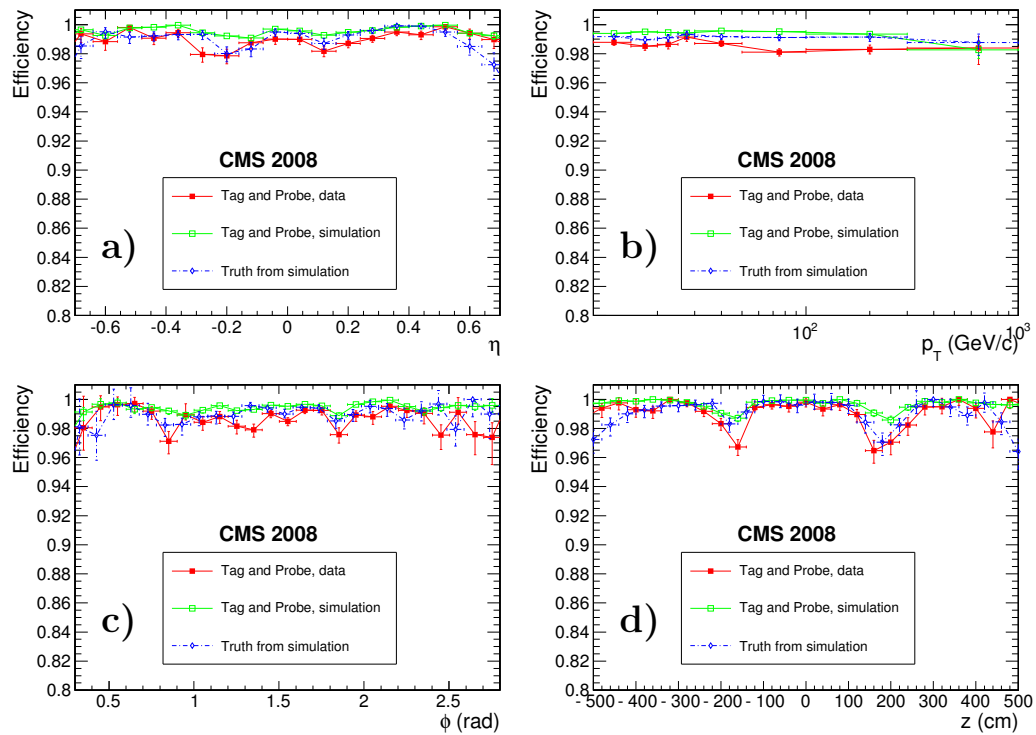 Efficiency
1
0.98
0.96
0.94
0.92
0.9
0.88
0.86
0.84
0.82
0.8
CMS 2008
Tag and Probe, data
Tag and Probe, simulation
Truth from simulation
a)
-0.6 -0.4 -0.2 0 0.2 0.4 0.6
η
Efficiency
1
0.98
0.96
0.94
0.92
0.9
0.88
0.86
0.84
0.82
0.8
CMS 2008
Tag and Probe, data
Tag and Probe, simulation
Truth from simulation
b)
10² 10³
p_T (GeV/c)
Efficiency
1
0.98
0.96
0.94
0.92
0.9
0.88
0.86
0.84
0.82
0.8
CMS 2008
Tag and Probe, data
Tag and Probe, simulation
Truth from simulation
c)
0.5 1 1.5 2 2.5
ϕ (rad)
Efficiency
1
0.98
0.96
0.94
0.92
0.9
0.88
0.86
0.84
0.82
0.8
CMS 2008
Tag and Probe, data
Tag and Probe, simulation
Truth from simulation
d)
-500 -400 -300 -200 -100 0 100 200 300 400 500
z (cm)